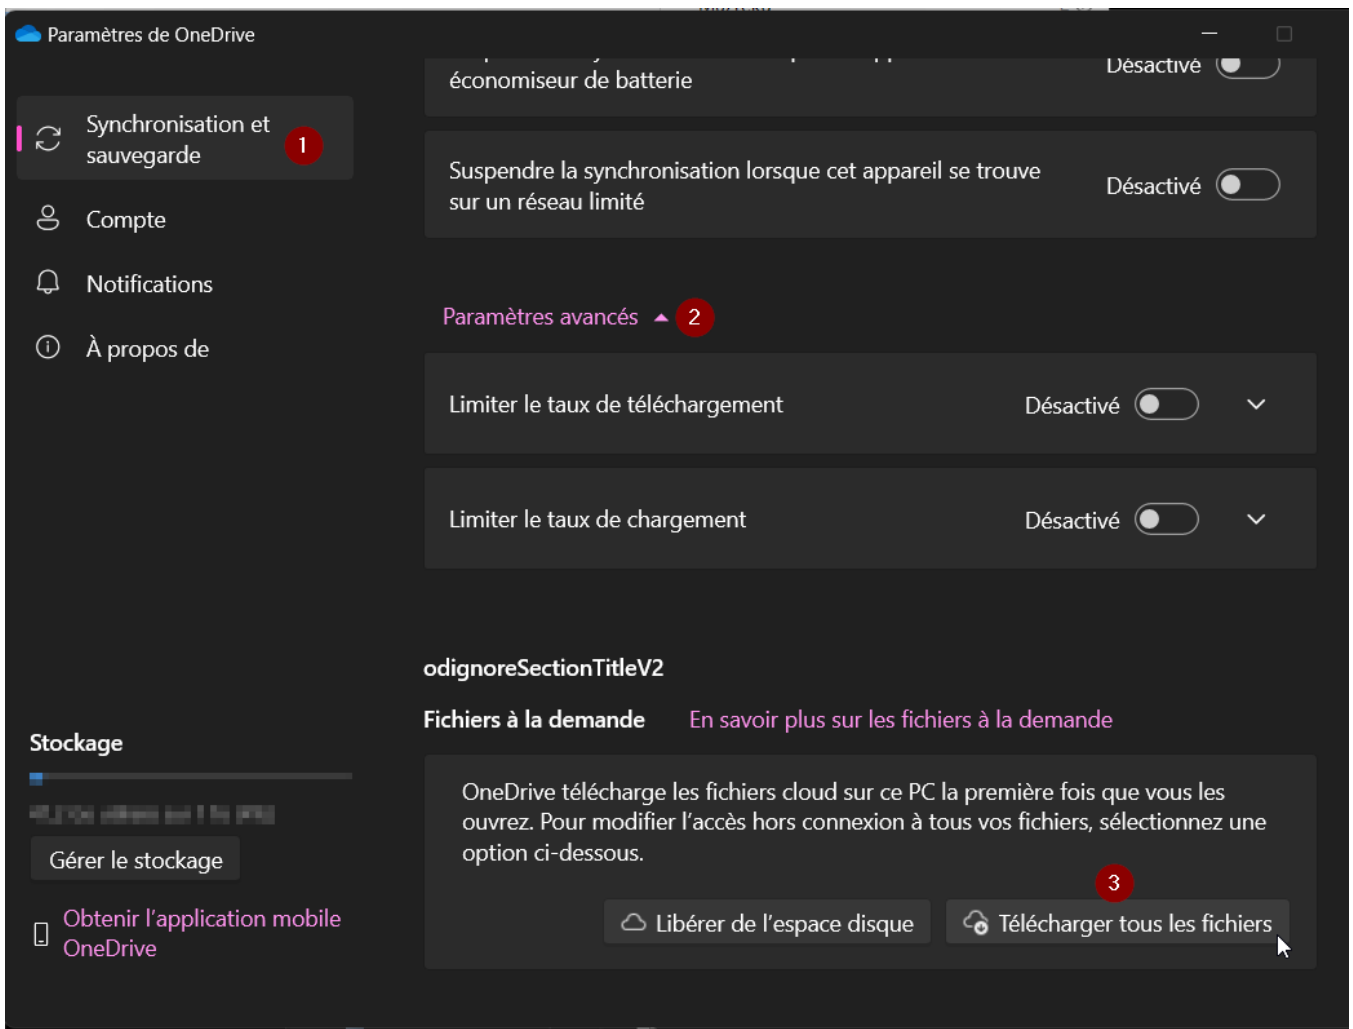 Paramètres de OneDrive
économiseur de batterie
Désactivé
Synchronisation et
sauvegarde
1
Suspendre la synchronisation lorsque cet appareil se trouve
sur un réseau limité
Désactivé
Compte
Notifications
À propos de
Paramètres avancés
2
Limiter le taux de téléchargement
Désactivé
Limiter le taux de chargement
Désactivé
odignoreSectionTitleV2
Fichiers à la demande
En savoir plus sur les fichiers à la demande
OneDrive télécharge les fichiers cloud sur ce PC la première fois que vous les
ouvrez. Pour modifier l'accès hors connexion à tous vos fichiers, sélectionnez une
option ci-dessous.
3
Libérer de l'espace disque
Télécharger tous les fichiers
Stockage
Gérer le stockage
Obtenir l'application mobile
OneDrive